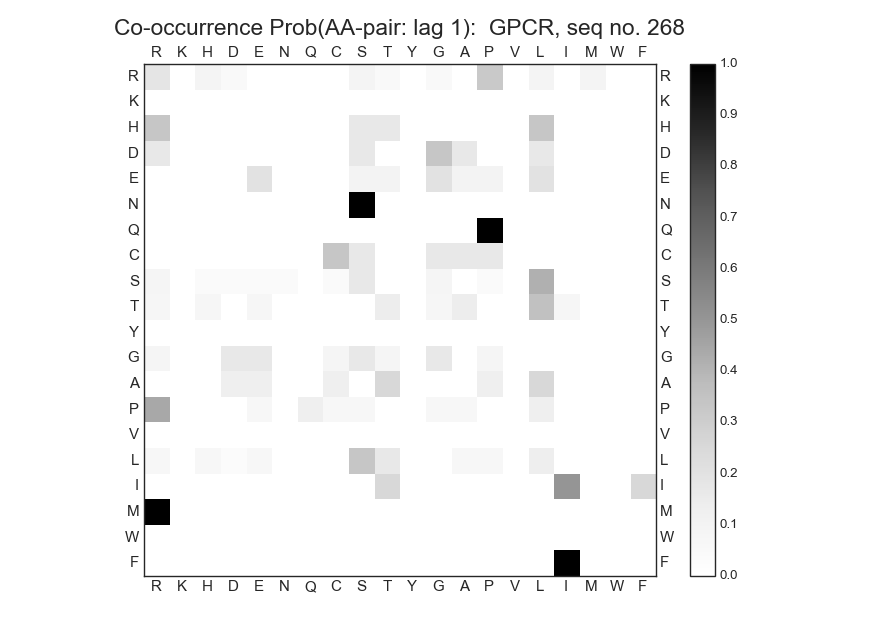 Co-occurrence Prob(AA-pair: lag 1):  GPCR, seq no. 268
R K H D E N Q C S T Y G A P V L I M W F
R R
K K
H H
D D
E E
N N
Q Q
C C
S S
T T
Y Y
G G
A A
P P
V V
L L
I I
M M
W W
F F
R K H D E N Q C S T Y G A P V L I M W F
1.0
0.9
0.8
0.7
0.6
0.5
0.4
0.3
0.2
0.1
0.0